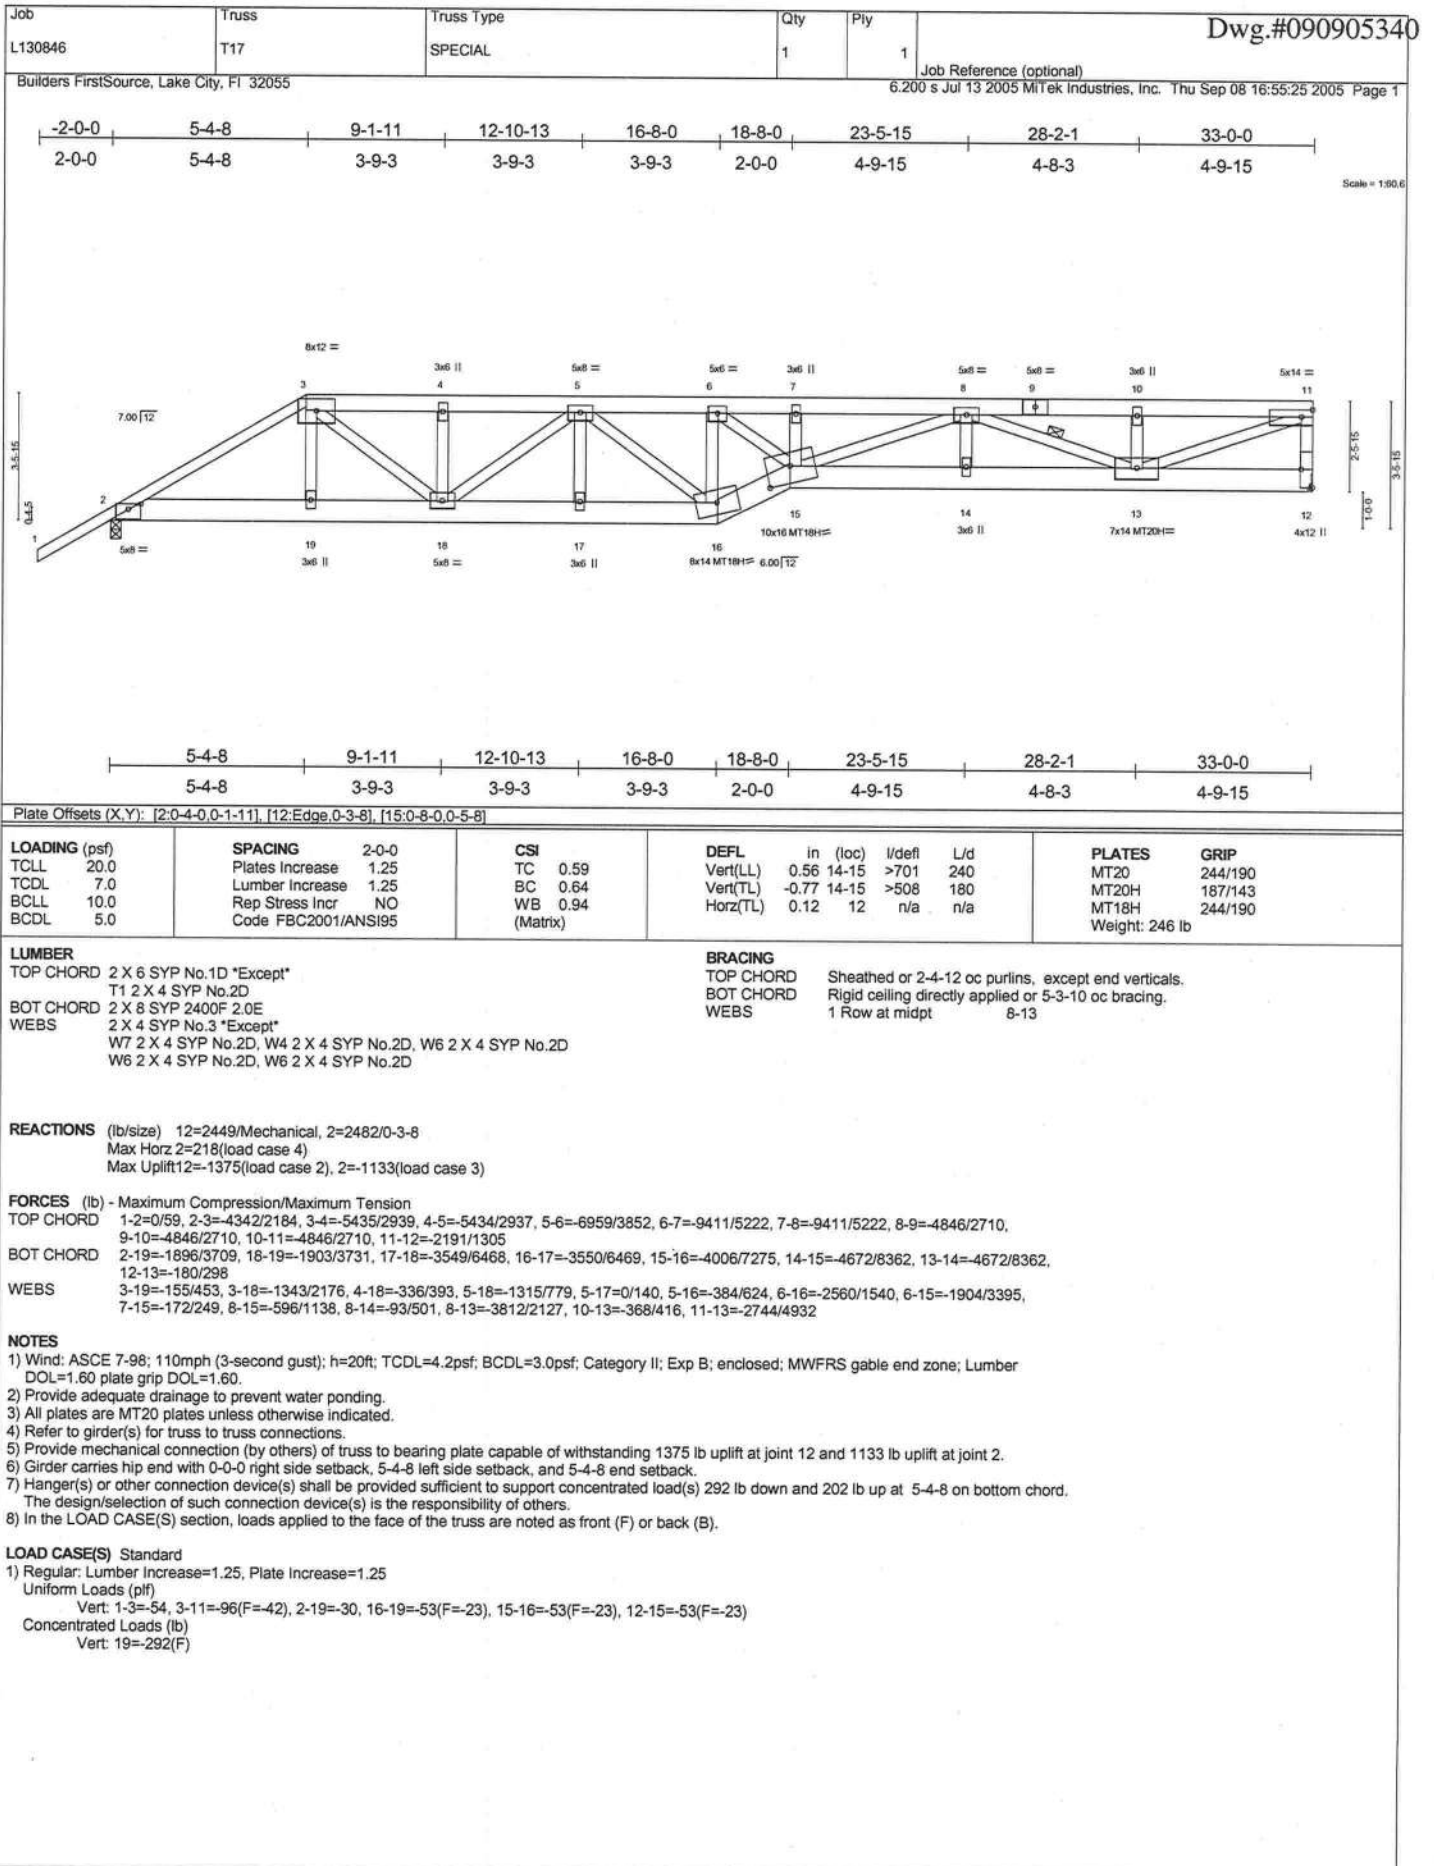 Job
Truss
Truss Type
Qty
Ply
Dwg.#090905340
L130846
T17
SPECIAL
1
1
Job Reference (optional)
Builders FirstSource, Lake City, Fl 32055
6.200 s Jul 13 2005 MiTek Industries, Inc. Thu Sep 08 16:55:25 2005 Page 1
-2-0-0 5-4-8 9-1-11 12-10-13 16-8-0 18-8-0 23-5-15 28-2-1 33-0-0
2-0-0 5-4-8 3-9-3 3-9-3 3-9-3 2-0-0 4-9-15 4-8-3 4-9-15
Scale = 1:60.6
8x12 =
3x6 || 5x8 = 5x6 = 3x6 || 5x8 = 5x8 = 3x6 || 5x14 =
3 4 5 6 7 8 9 10 11
7.00 12
3-5-15
0-4-5
2-5-15
3-5-15
1-0-0
2
1
5x8 =
19 18 17 16 15 14 13 12
3x6 || 5x8 = 3x6 || 8x14 MT18H= 6.00 12 10x16 MT18H= 3x6 || 7x14 MT20H= 4x12 ||
5-4-8 9-1-11 12-10-13 16-8-0 18-8-0 23-5-15 28-2-1 33-0-0
5-4-8 3-9-3 3-9-3 3-9-3 2-0-0 4-9-15 4-8-3 4-9-15
Plate Offsets (X,Y): [2:0-4-0,0-1-11], [12:Edge,0-3-8], [15:0-8-0,0-5-8]
LOADING (psf)
TCLL 20.0
TCDL 7.0
BCLL 10.0
BCDL 5.0
SPACING 2-0-0
Plates Increase 1.25
Lumber Increase 1.25
Rep Stress Incr NO
Code FBC2001/ANSI95
CSI
TC 0.59
BC 0.64
WB 0.94
(Matrix)
DEFL in (loc) l/defl L/d
Vert(LL) 0.56 14-15 >701 240
Vert(TL) -0.77 14-15 >508 180
Horz(TL) 0.12 12 n/a n/a
PLATES GRIP
MT20 244/190
MT20H 187/143
MT18H 244/190
Weight: 246 lb
LUMBER
TOP CHORD 2 X 6 SYP No.1D *Except*
T1 2 X 4 SYP No.2D
BOT CHORD 2 X 8 SYP 2400F 2.0E
WEBS 2 X 4 SYP No.3 *Except*
W7 2 X 4 SYP No.2D, W4 2 X 4 SYP No.2D, W6 2 X 4 SYP No.2D
W6 2 X 4 SYP No.2D, W6 2 X 4 SYP No.2D
BRACING
TOP CHORD Sheathed or 2-4-12 oc purlins, except end verticals.
BOT CHORD Rigid ceiling directly applied or 5-3-10 oc bracing.
WEBS 1 Row at midpt 8-13
REACTIONS (lb/size) 12=2449/Mechanical, 2=2482/0-3-8
Max Horz 2=218(load case 4)
Max Uplift12=-1375(load case 2), 2=-1133(load case 3)
FORCES (lb) - Maximum Compression/Maximum Tension
TOP CHORD 1-2=0/59, 2-3=-4342/2184, 3-4=-5435/2939, 4-5=-5434/2937, 5-6=-6959/3852, 6-7=-9411/5222, 7-8=-9411/5222, 8-9=-4846/2710,
9-10=-4846/2710, 10-11=-4846/2710, 11-12=-2191/1305
BOT CHORD 2-19=-1896/3709, 18-19=-1903/3731, 17-18=-3549/6468, 16-17=-3550/6469, 15-16=-4006/7275, 14-15=-4672/8362, 13-14=-4672/8362,
12-13=-180/298
WEBS 3-19=-155/453, 3-18=-1343/2176, 4-18=-336/393, 5-18=-1315/779, 5-17=0/140, 5-16=-384/624, 6-16=-2560/1540, 6-15=-1904/3395,
7-15=-172/249, 8-15=-596/1138, 8-14=-93/501, 8-13=-3812/2127, 10-13=-368/416, 11-13=-2744/4932
NOTES
1) Wind: ASCE 7-98; 110mph (3-second gust); h=20ft; TCDL=4.2psf; BCDL=3.0psf; Category II; Exp B; enclosed; MWFRS gable end zone; Lumber
DOL=1.60 plate grip DOL=1.60.
2) Provide adequate drainage to prevent water ponding.
3) All plates are MT20 plates unless otherwise indicated.
4) Refer to girder(s) for truss to truss connections.
5) Provide mechanical connection (by others) of truss to bearing plate capable of withstanding 1375 lb uplift at joint 12 and 1133 lb uplift at joint 2.
6) Girder carries hip end with 0-0-0 right side setback, 5-4-8 left side setback, and 5-4-8 end setback.
7) Hanger(s) or other connection device(s) shall be provided sufficient to support concentrated load(s) 292 lb down and 202 lb up at 5-4-8 on bottom chord.
The design/selection of such connection device(s) is the responsibility of others.
8) In the LOAD CASE(S) section, loads applied to the face of the truss are noted as front (F) or back (B).
LOAD CASE(S) Standard
1) Regular: Lumber Increase=1.25, Plate Increase=1.25
Uniform Loads (plf)
Vert: 1-3=-54, 3-11=-96(F=-42), 2-19=-30, 16-19=-53(F=-23), 15-16=-53(F=-23), 12-15=-53(F=-23)
Concentrated Loads (lb)
Vert: 19=-292(F)